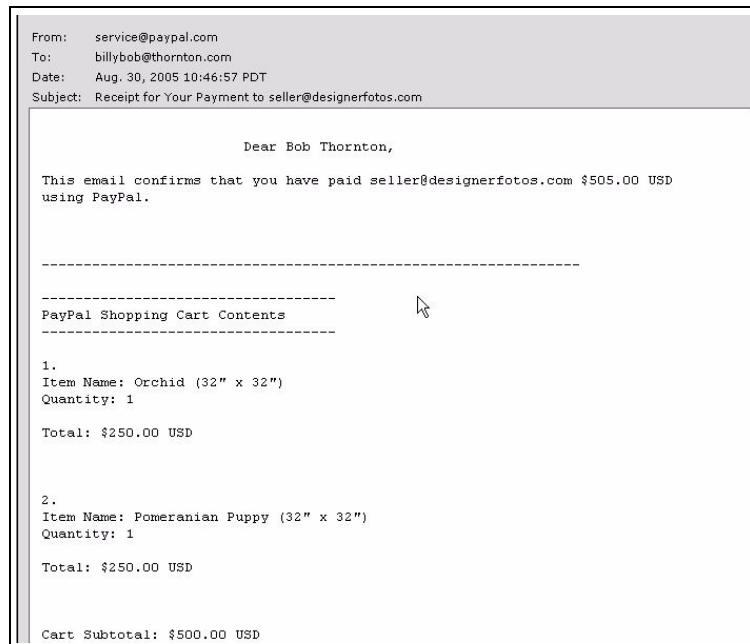 From: service@paypal.com
To: billybob@thornton.com
Date: Aug. 30, 2005 10:46:57 PDT
Subject: Receipt for Your Payment to seller@designerfotos.com
Dear Bob Thornton,
This email confirms that you have paid seller@designerfotos.com $505.00 USD
using PayPal.
----------------------------------------------------------------
-----------------------------------
PayPal Shopping Cart Contents
-----------------------------------
1.
Item Name: Orchid (32" x 32")
Quantity: 1
Total: $250.00 USD
2.
Item Name: Pomeranian Puppy (32" x 32")
Quantity: 1
Total: $250.00 USD
Cart Subtotal: $500.00 USD